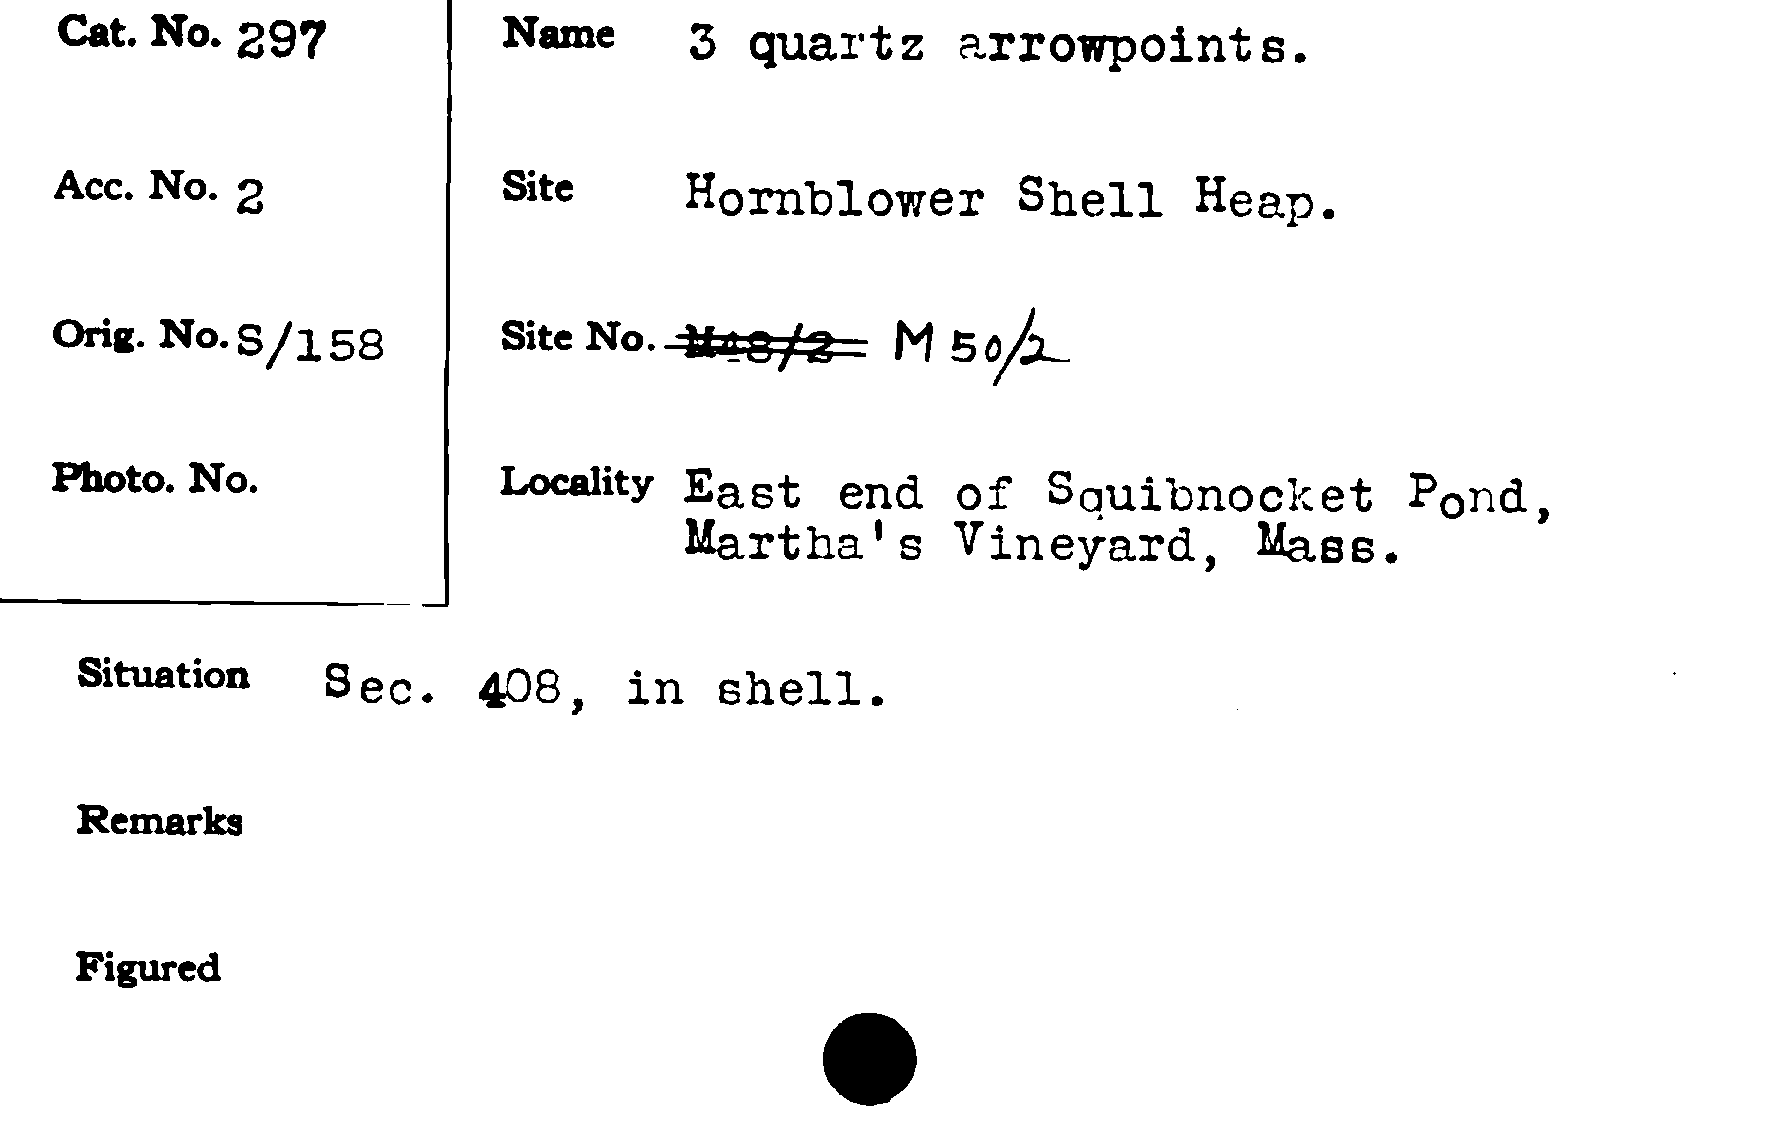 Cat. No. 297
Name 3 quartz arrowpoints.
Acc. No. 2
Site Hornblower Shell Heap.
Orig. No. S/158
Site No. M48/2 M 50/2
Photo. No.
Locality East end of Squibnocket Pond,
Martha's Vineyard, Mass.
Situation Sec. 408, in shell.
Remarks
Figured